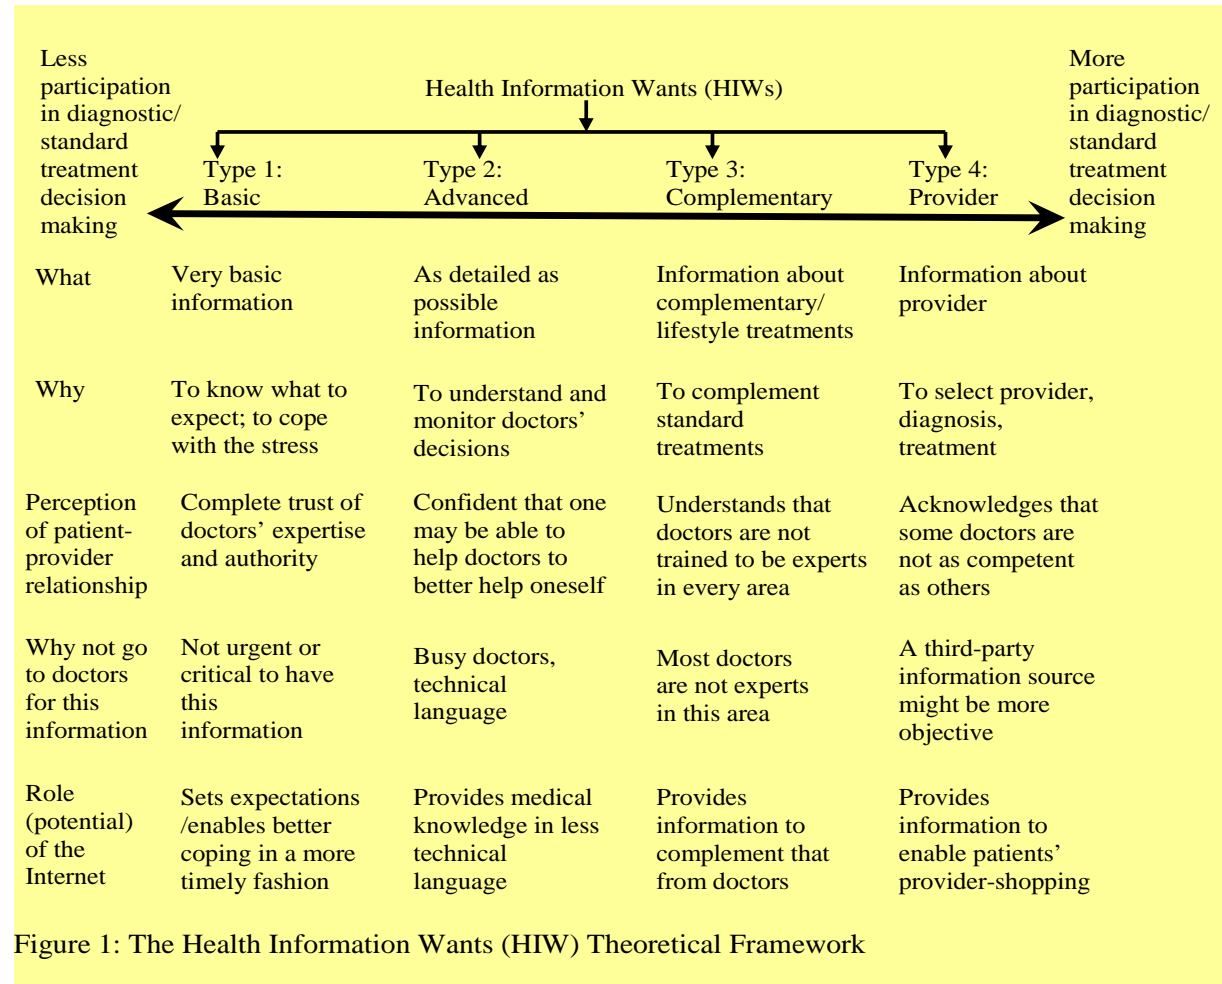 Less
participation
in diagnostic/
standard
treatment
decision
making
Health Information Wants (HIWs)
More
participation
in diagnostic/
standard
treatment
decision
making
Type 1:
Basic
Type 2:
Advanced
Type 3:
Complementary
Type 4:
Provider
What
Very basic
information
As detailed as
possible
information
Information about
complementary/
lifestyle treatments
Information about
provider
Why
To know what to
expect; to cope
with the stress
To understand and
monitor doctors’
decisions
To complement
standard
treatments
To select provider,
diagnosis,
treatment
Perception
of patient-
provider
relationship
Complete trust of
doctors’ expertise
and authority
Confident that one
may be able to
help doctors to
better help oneself
Understands that
doctors are not
trained to be experts
in every area
Acknowledges that
some doctors are
not as competent
as others
Why not go
to doctors
for this
information
Not urgent or
critical to have
this
information
Busy doctors,
technical
language
Most doctors
are not experts
in this area
A third-party
information source
might be more
objective
Role
(potential)
of the
Internet
Sets expectations
/enables better
coping in a more
timely fashion
Provides medical
knowledge in less
technical
language
Provides
information to
complement that
from doctors
Provides
information to
enable patients’
provider-shopping
Figure 1: The Health Information Wants (HIW) Theoretical Framework